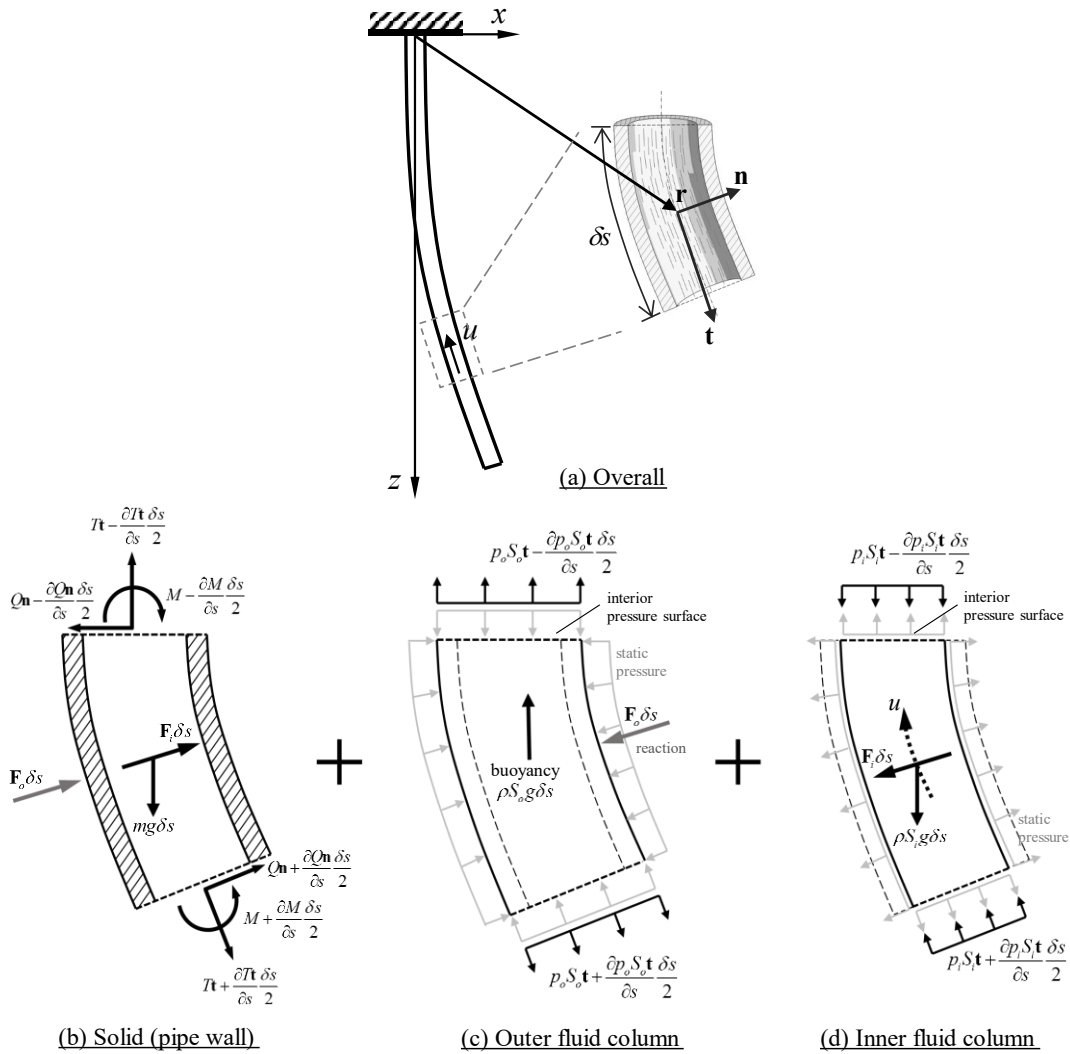 x
n
r
δs
t
u
z
(a) Overall
Tt − ∂Tt/∂s δs/2
Qn − ∂Qn/∂s δs/2
M − ∂M/∂s δs/2
F_i δs
F_o δs
mgδs
Qn + ∂Qn/∂s δs/2
M + ∂M/∂s δs/2
Tt + ∂Tt/∂s δs/2
(b) Solid (pipe wall)
+
p_o S_o t − ∂p_o S_o t/∂s δs/2
interior
pressure surface
static
pressure
F_o δs
reaction
buoyancy
ρS_o gδs
p_o S_o t + ∂p_o S_o t/∂s δs/2
(c) Outer fluid column
+
p_i S_i t − ∂p_i S_i t/∂s δs/2
interior
pressure surface
u
F_i δs
ρS_i gδs
static
pressure
p_i S_i t + ∂p_i S_i t/∂s δs/2
(d) Inner fluid column